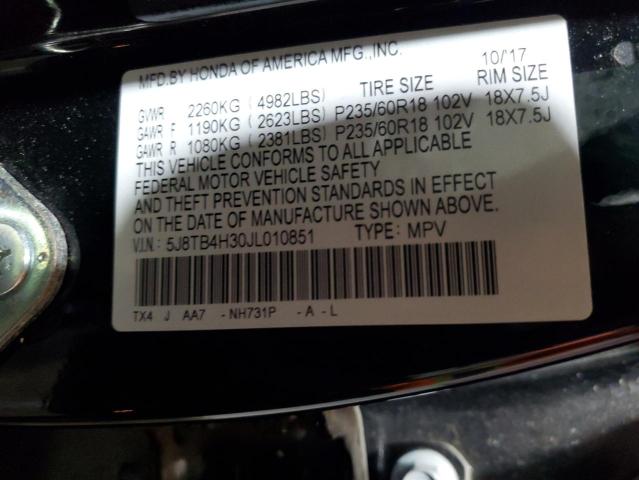 MFD.BY HONDA OF AMERICA MFG.,INC. 10/'17
TIRE SIZE RIM SIZE
GVWR 2260KG (4982LBS)
GAWR F 1190KG (2623LBS) P235/60R18 102V 18X7.5J
GAWR R 1080KG (2381LBS) P235/60R18 102V 18X7.5J
THIS VEHICLE CONFORMS TO ALL APPLICABLE
FEDERAL MOTOR VEHICLE SAFETY
AND THEFT PREVENTION STANDARDS IN EFFECT
ON THE DATE OF MANUFACTURE SHOWN ABOVE.
V.I.N.: 5J8TB4H30JL010851 TYPE: MPV
TX4 J AA7 -NH731P -A-L